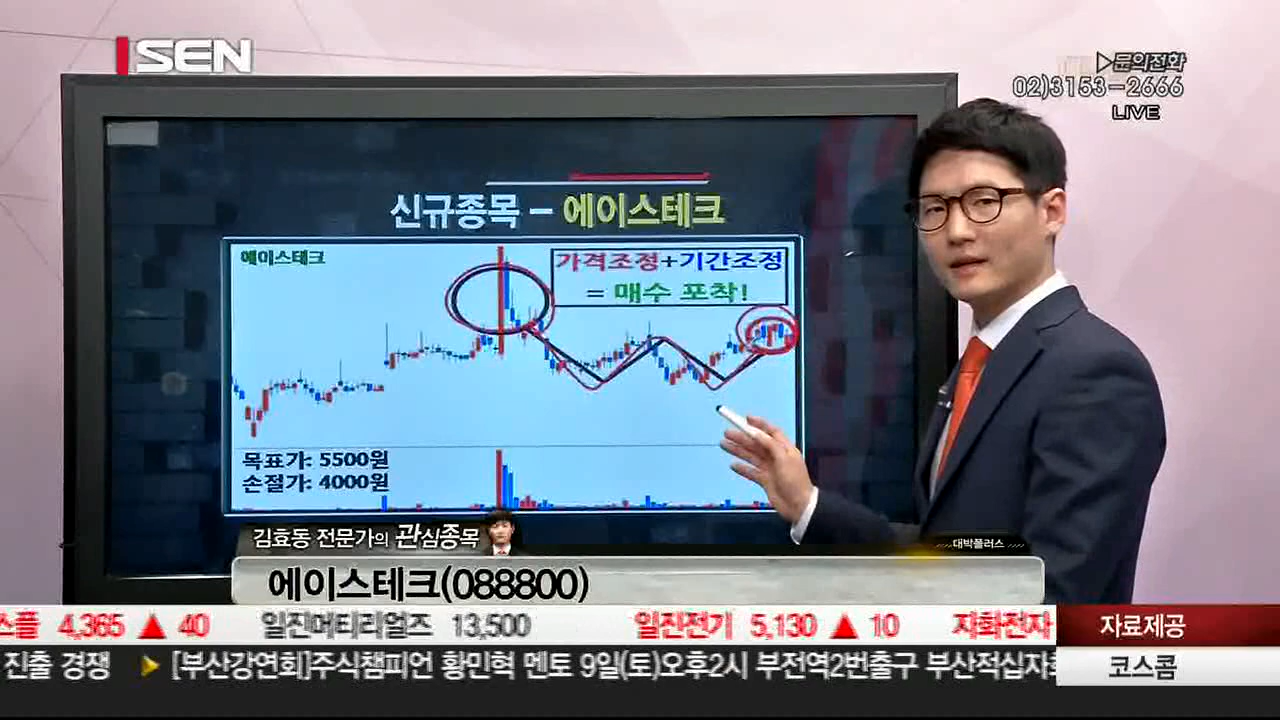 SEN
▷문의전화
02)3153-2666
LIVE
신규종목 - 에이스테크
에이스테크
가격조정+기간조정
= 매수 포착!
목표가: 5500원
손절가: 4000원
김효동 전문가의 관심종목
대박플러스
에이스테크(088800)
스플 4,365 ▲ 40 일진머티리얼즈 13,500 일진전기 5,130 ▲ 10 자화전자
자료제공
진출 경쟁 ▶ [부산강연회]주식챔피언 황민혁 멘토 9일(토)오후2시 부전역2번출구 부산적십자회
코스콤